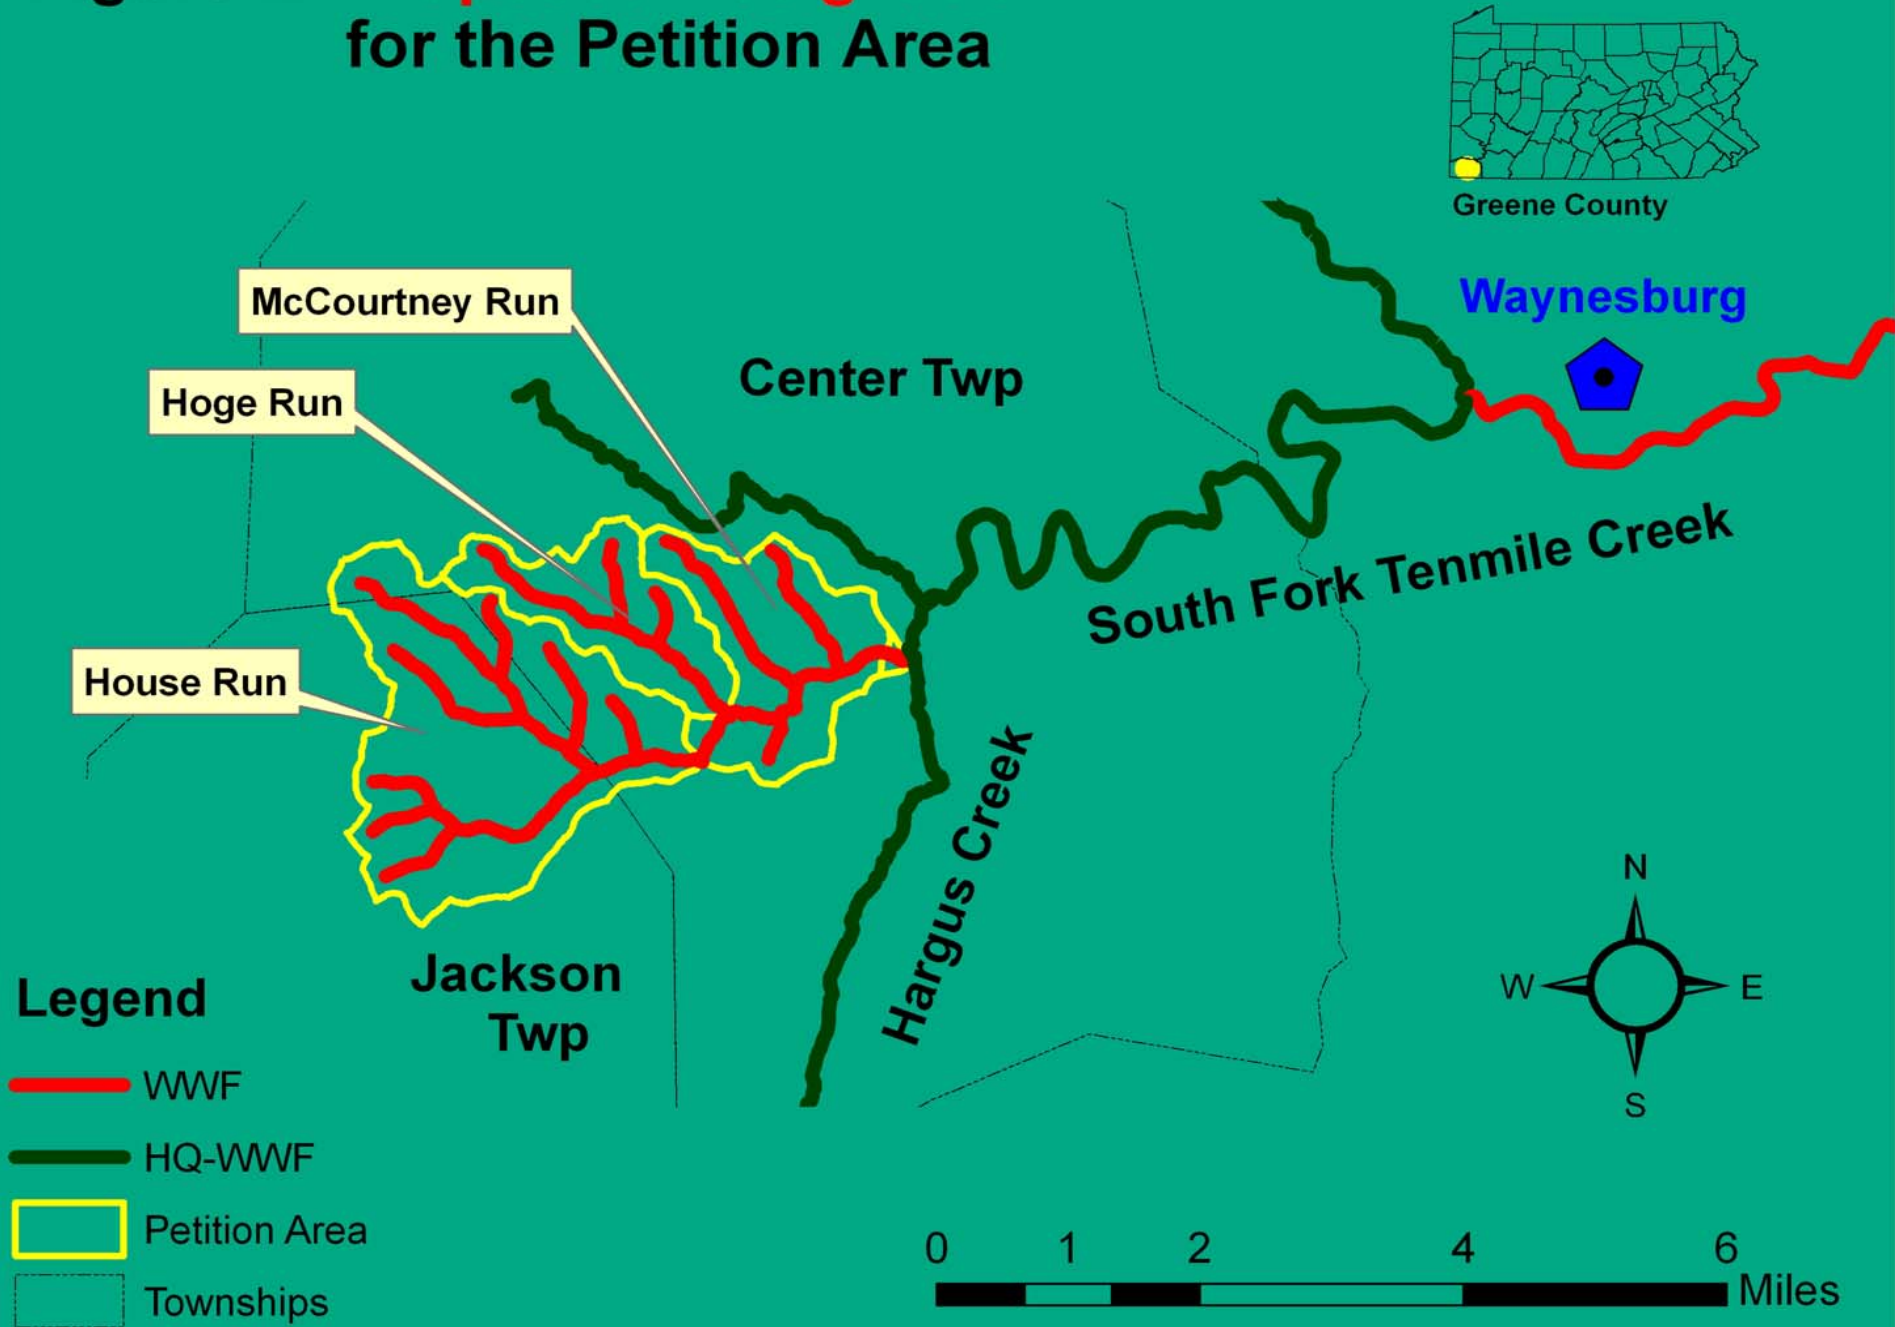 for the Petition Area
Greene County
McCourtney Run
Waynesburg
Center Twp
Hoge Run
South Fork Tenmile Creek
House Run
Hargus Creek
Jackson
Twp
N
W
E
S
Legend
WWF
HQ-WWF
Petition Area
Townships
0 1 2 4 6
Miles